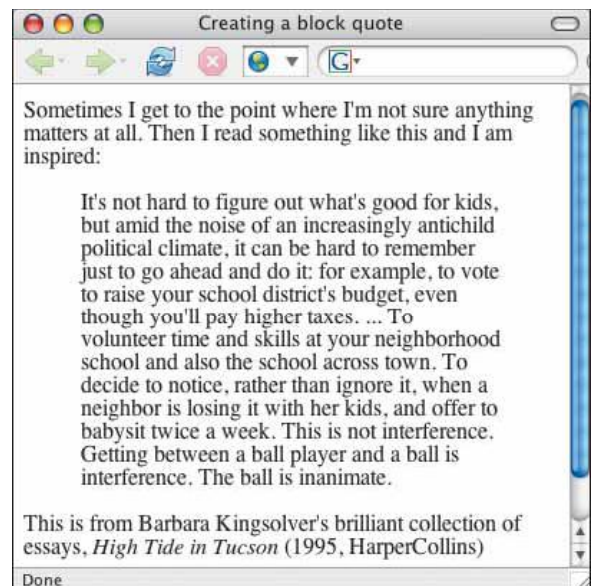 Creating a block quote
G
Sometimes I get to the point where I'm not sure anything
matters at all. Then I read something like this and I am
inspired:
It's not hard to figure out what's good for kids,
but amid the noise of an increasingly antichild
political climate, it can be hard to remember
just to go ahead and do it: for example, to vote
to raise your school district's budget, even
though you'll pay higher taxes. ... To
volunteer time and skills at your neighborhood
school and also the school across town. To
decide to notice, rather than ignore it, when a
neighbor is losing it with her kids, and offer to
babysit twice a week. This is not interference.
Getting between a ball player and a ball is
interference. The ball is inanimate.
This is from Barbara Kingsolver's brilliant collection of
essays, High Tide in Tucson (1995, HarperCollins)
Done